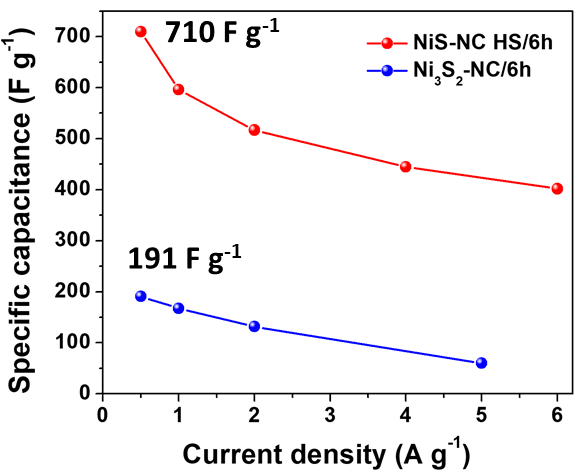 710 F g⁻¹
NiS-NC HS/6h
Ni₃S₂-NC/6h
191 F g⁻¹
Specific capacitance (F g⁻¹)
700
600
500
400
300
200
100
0
0 1 2 3 4 5 6
Current density (A g⁻¹)